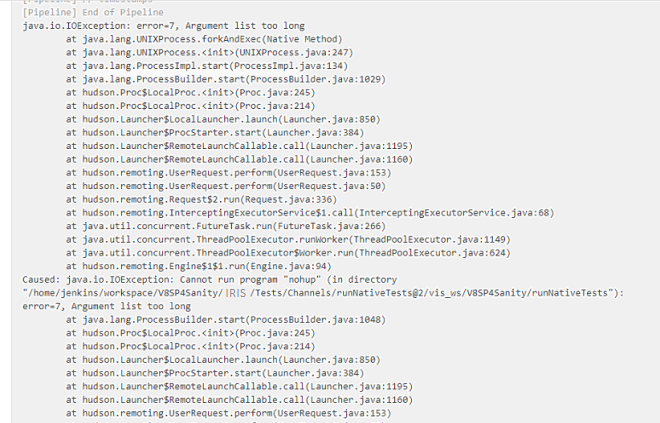 [Pipeline] // timestamps
[Pipeline] End of Pipeline
java.io.IOException: error=7, Argument list too long
at java.lang.UNIXProcess.forkAndExec(Native Method)
at java.lang.UNIXProcess.<init>(UNIXProcess.java:247)
at java.lang.ProcessImpl.start(ProcessImpl.java:134)
at java.lang.ProcessBuilder.start(ProcessBuilder.java:1029)
at hudson.Proc$LocalProc.<init>(Proc.java:245)
at hudson.Proc$LocalProc.<init>(Proc.java:214)
at hudson.Launcher$LocalLauncher.launch(Launcher.java:850)
at hudson.Launcher$ProcStarter.start(Launcher.java:384)
at hudson.Launcher$RemoteLaunchCallable.call(Launcher.java:1195)
at hudson.Launcher$RemoteLaunchCallable.call(Launcher.java:1160)
at hudson.remoting.UserRequest.perform(UserRequest.java:153)
at hudson.remoting.UserRequest.perform(UserRequest.java:50)
at hudson.remoting.Request$2.run(Request.java:336)
at hudson.remoting.InterceptingExecutorService$1.call(InterceptingExecutorService.java:68)
at java.util.concurrent.FutureTask.run(FutureTask.java:266)
at java.util.concurrent.ThreadPoolExecutor.runWorker(ThreadPoolExecutor.java:1149)
at java.util.concurrent.ThreadPoolExecutor$Worker.run(ThreadPoolExecutor.java:624)
at hudson.remoting.Engine$1$1.run(Engine.java:94)
Caused: java.io.IOException: Cannot run program "nohup" (in directory
"/home/jenkins/workspace/V8SP4Sanity/IRIS /Tests/Channels/runNativeTests@2/vis_ws/V8SP4Sanity/runNativeTests"):
error=7, Argument list too long
at java.lang.ProcessBuilder.start(ProcessBuilder.java:1048)
at hudson.Proc$LocalProc.<init>(Proc.java:245)
at hudson.Proc$LocalProc.<init>(Proc.java:214)
at hudson.Launcher$LocalLauncher.launch(Launcher.java:850)
at hudson.Launcher$ProcStarter.start(Launcher.java:384)
at hudson.Launcher$RemoteLaunchCallable.call(Launcher.java:1195)
at hudson.Launcher$RemoteLaunchCallable.call(Launcher.java:1160)
at hudson.remoting.UserRequest.perform(UserRequest.java:153)